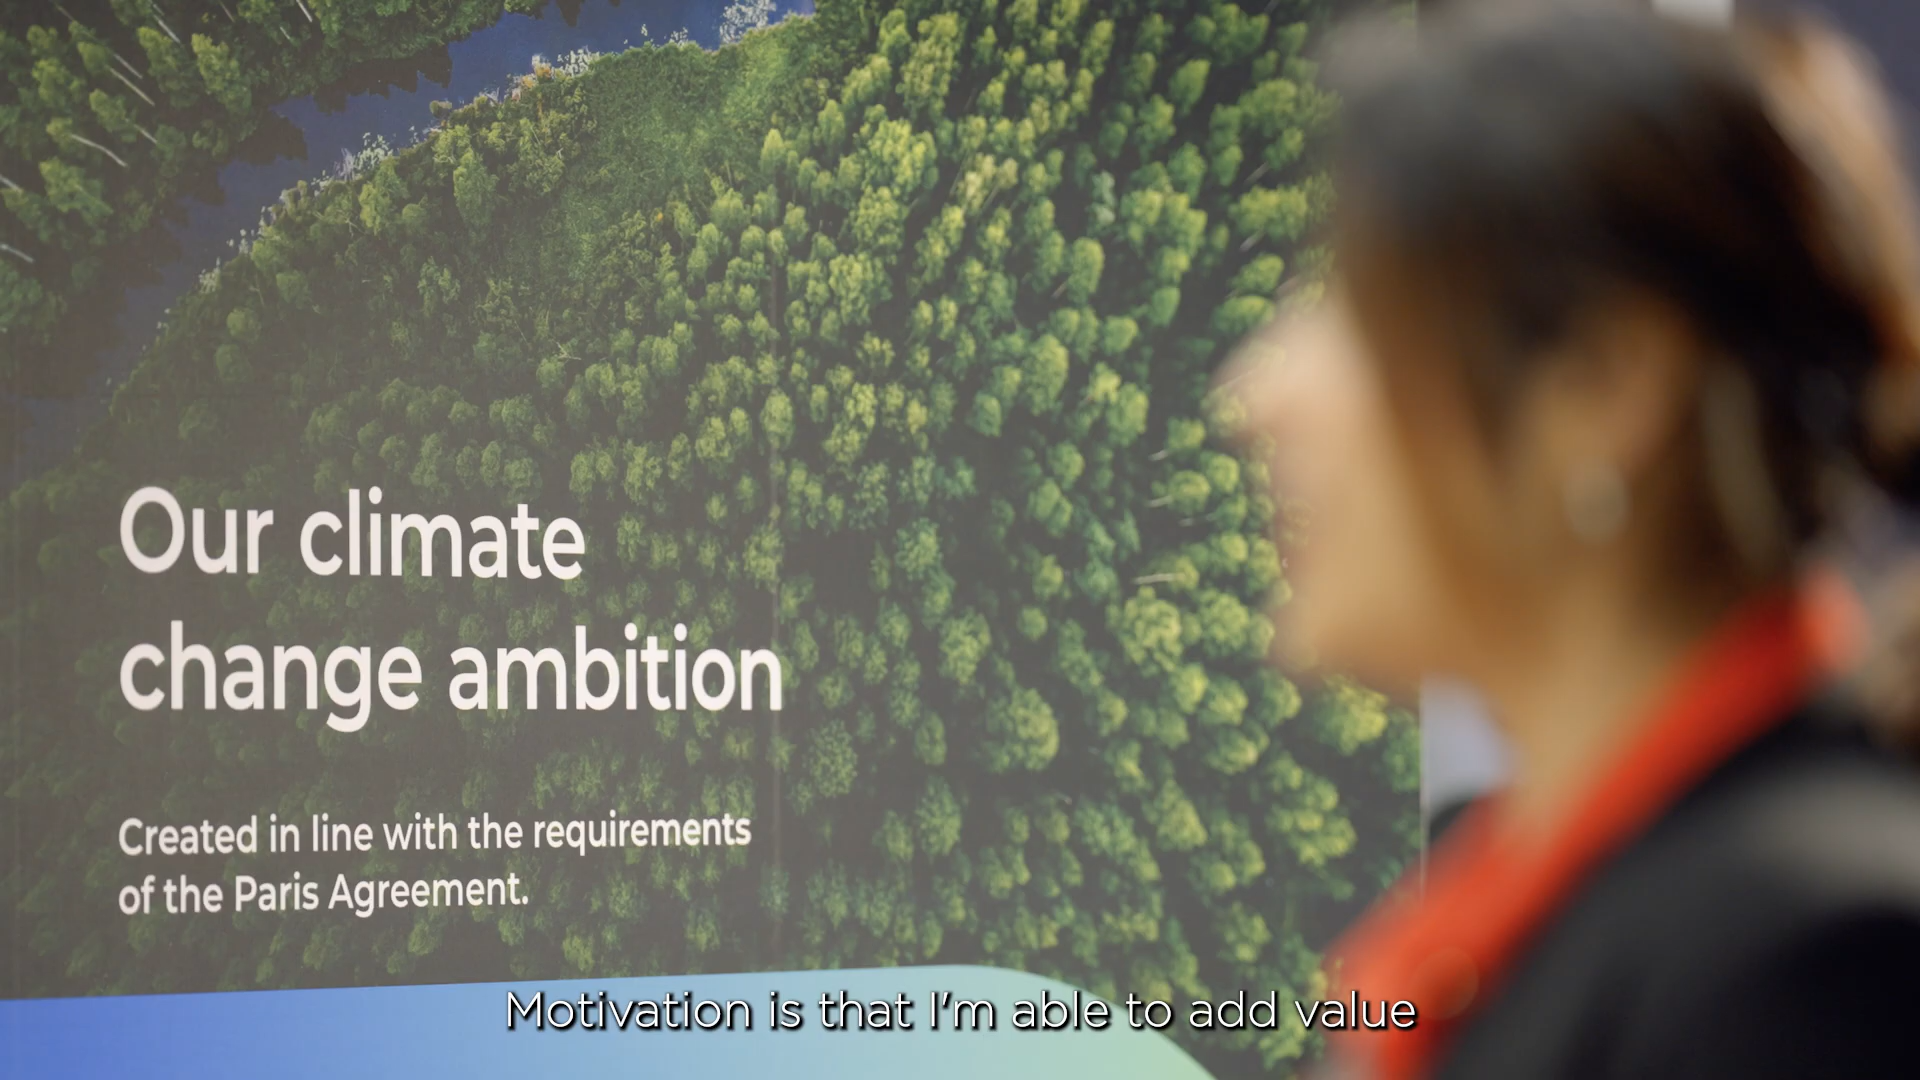 Our climate
change ambition
Created in line with the requirements
of the Paris Agreement.
Motivation is that I'm able to add value